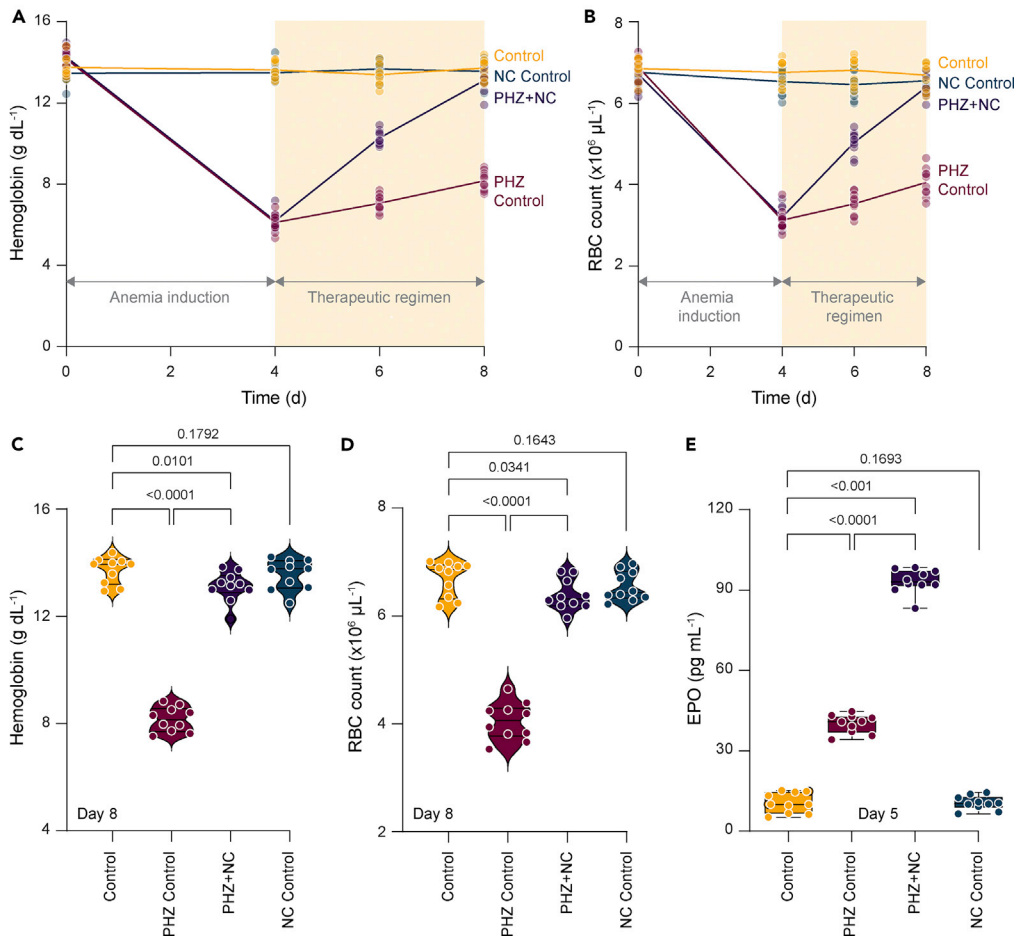 A
Hemoglobin (g dL⁻¹)
16
12
8
4
0
Control
NC Control
PHZ+NC
PHZ
Control
Anemia induction
Therapeutic regimen
0
2
4
6
8
Time (d)
B
RBC count (x10⁶ µL⁻¹)
8
6
4
2
0
Control
NC Control
PHZ+NC
PHZ
Control
Anemia
induction
Therapeutic
regimen
0
2
4
6
8
Time (d)
C
0.1792
0.0101
<0.0001
Hemoglobin (g dL⁻¹)
16
12
8
4
Day 8
Control
PHZ Control
PHZ+NC
NC Control
D
0.1643
0.0341
<0.0001
RBC count (x10⁶ µL⁻¹)
8
6
4
2
Day 8
Control
PHZ Control
PHZ+NC
NC Control
E
0.1693
<0.001
<0.0001
EPO (pg mL⁻¹)
120
90
60
30
0
Day 5
Control
PHZ Control
PHZ+NC
NC Control